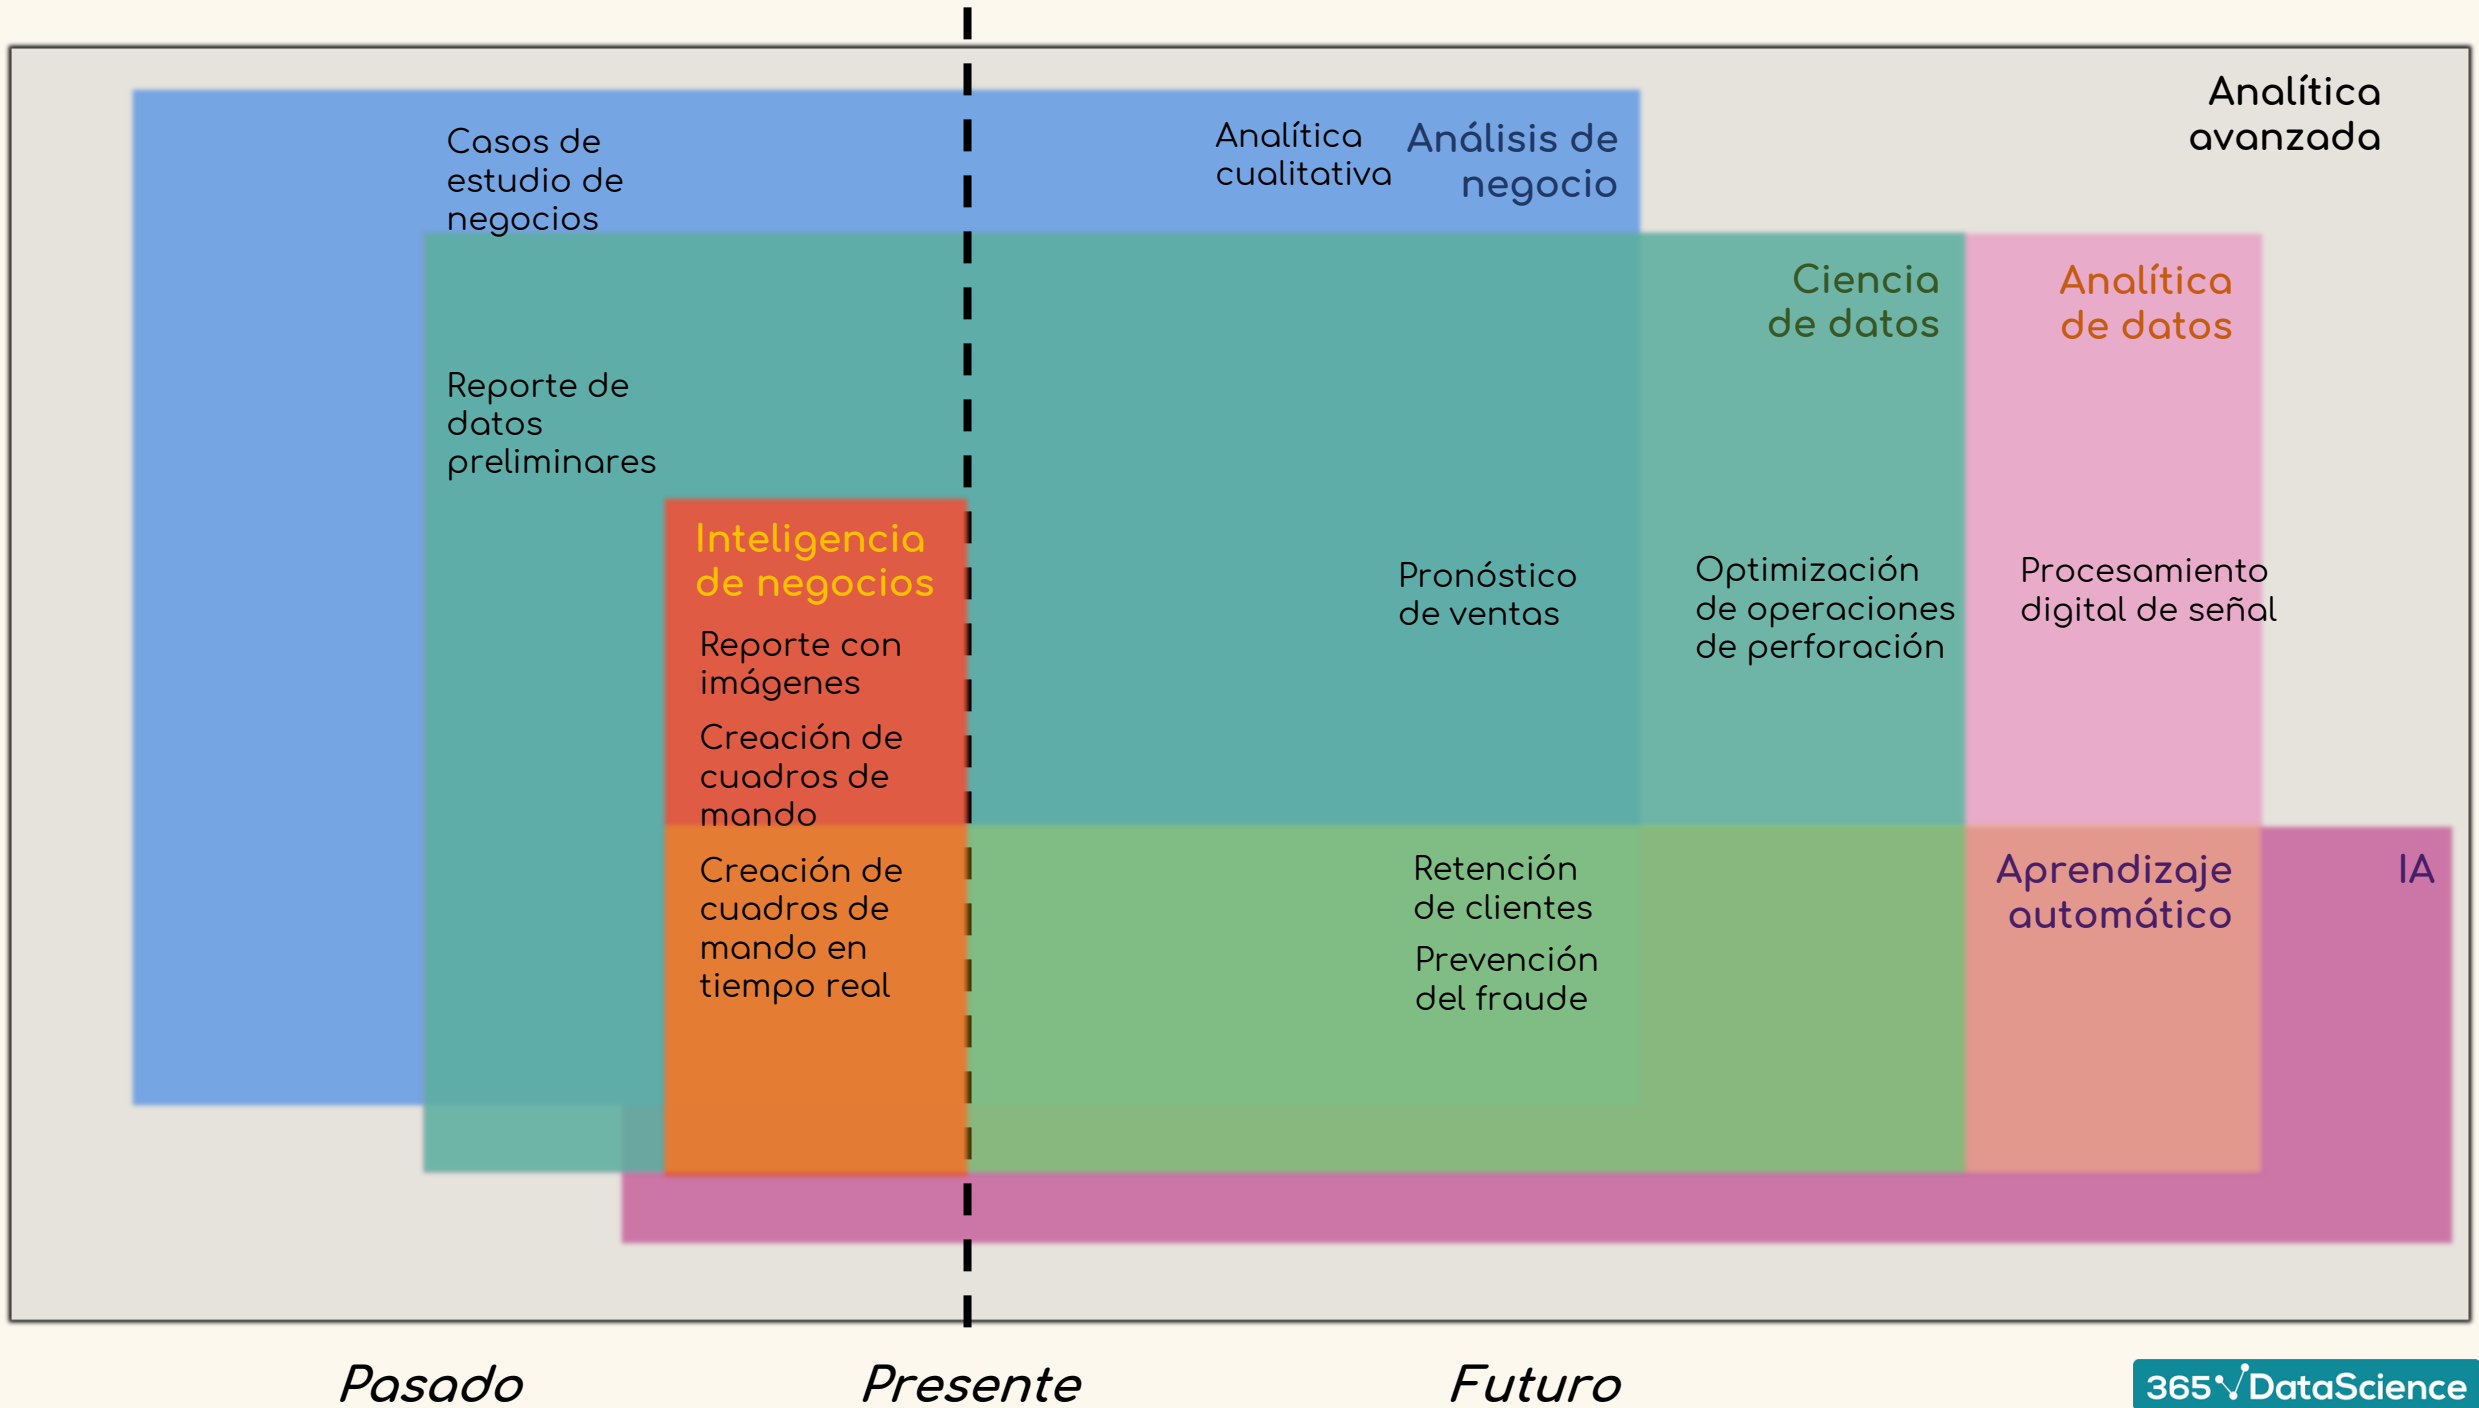 Analítica
avanzada
Casos de
estudio de
negocios
Analítica
cualitativa
Análisis de
negocio
Ciencia
de datos
Analítica
de datos
Reporte de
datos
preliminares
Inteligencia
de negocios
Reporte con
imágenes
Creación de
cuadros de
mando
Pronóstico
de ventas
Optimización
de operaciones
de perforación
Procesamiento
digital de señal
Creación de
cuadros de
mando en
tiempo real
Retención
de clientes
Prevención
del fraude
Aprendizaje
automático
IA
Pasado
Presente
Futuro
365 DataScience